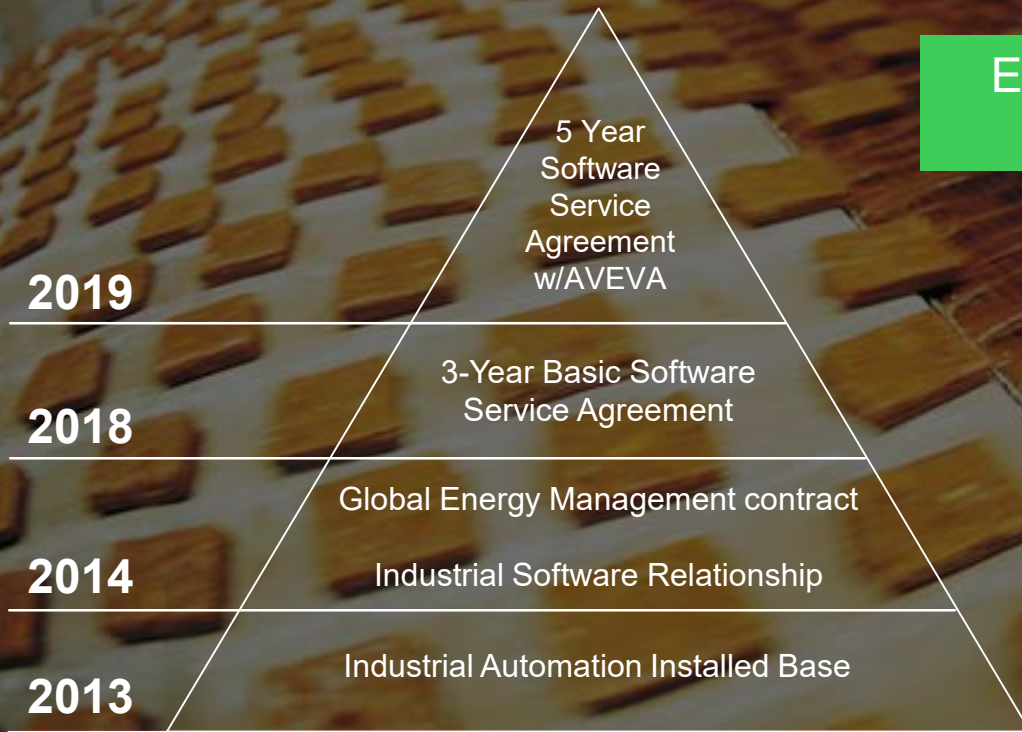 5 Year
Software
Service
Agreement
w/AVEVA
2019
3-Year Basic Software
Service Agreement
2018
Global Energy Management contract
2014
Industrial Software Relationship
Industrial Automation Installed Base
2013